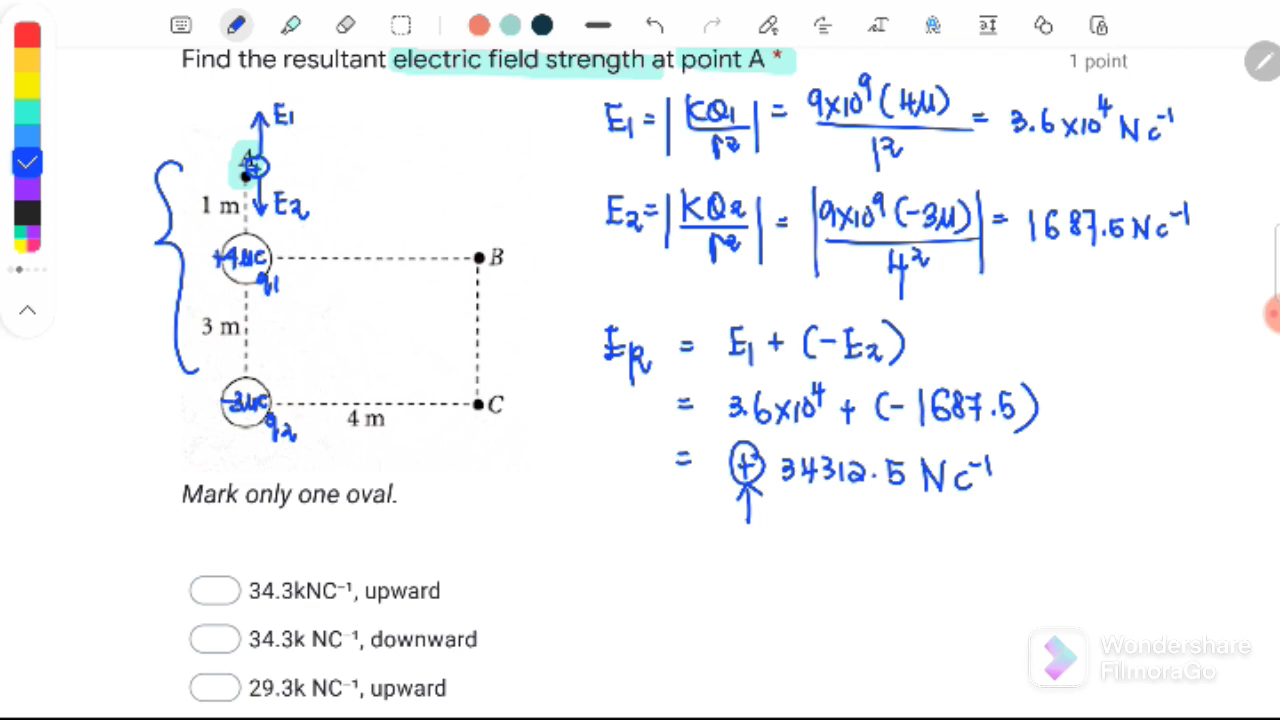 Find the resultant electric field strength at point A *
1 point
E1
A
+
1 m
E2
+4μC
q1
B
3 m
-3μC
q2
4 m
C
E1 = |KQ1/r²| = 9x10⁹(4μ)/1² = 3.6x10⁴ NC⁻¹
E2 = |KQ2/r²| = |9x10⁹(-3μ)/4²| = 1687.5 NC⁻¹
ER = E1 + (-E2)
= 3.6x10⁴ + (-1687.5)
= + 34312.5 NC⁻¹
Mark only one oval.
34.3kNC⁻¹, upward
34.3k NC⁻¹, downward
29.3k NC⁻¹, upward
Wondershare
FilmoraGo